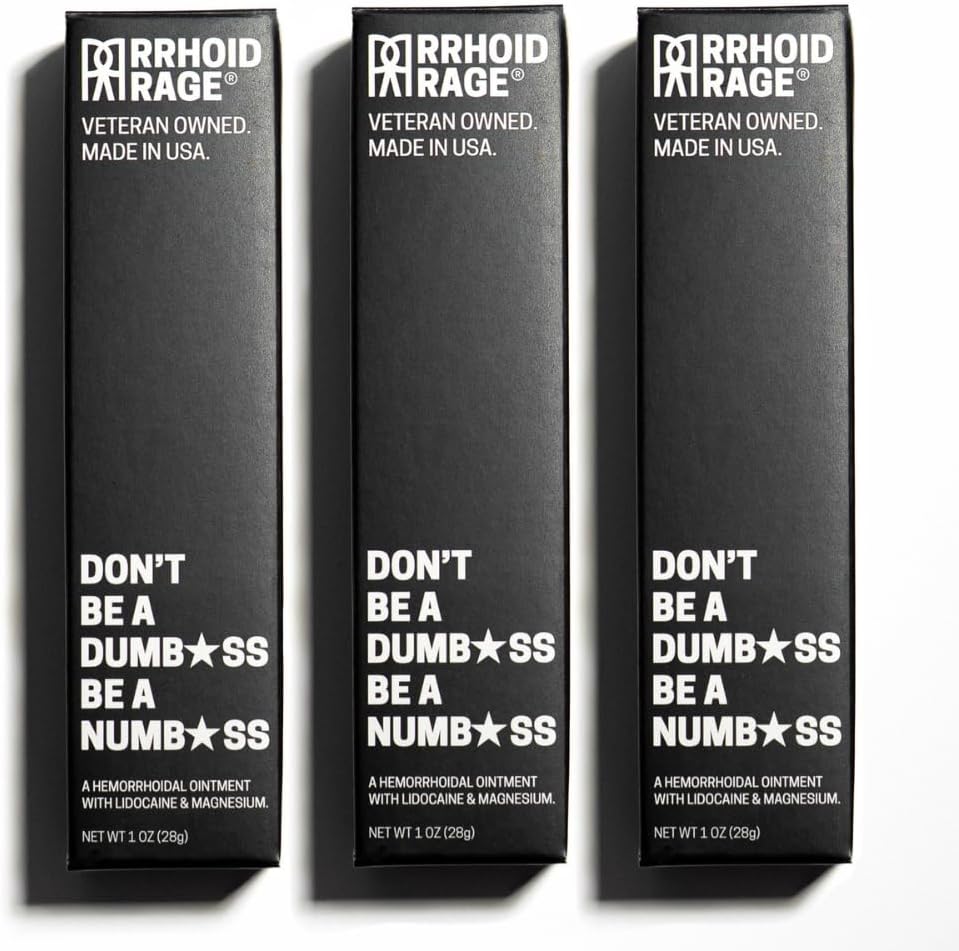 RRHOID
RAGE®
VETERAN OWNED.
MADE IN USA.
DON'T
BE A
DUMB★SS
BE A
NUMB★SS
A HEMORRHOIDAL OINTMENT
WITH LIDOCAINE & MAGNESIUM.
NET WT 1 OZ (28g)
RRHOID
RAGE®
VETERAN OWNED.
MADE IN USA.
DON'T
BE A
DUMB★SS
BE A
NUMB★SS
A HEMORRHOIDAL OINTMENT
WITH LIDOCAINE & MAGNESIUM.
NET WT 1 OZ (28g)
RRHOID
RAGE®
VETERAN OWNED.
MADE IN USA.
DON'T
BE A
DUMB★SS
BE A
NUMB★SS
A HEMORRHOIDAL OINTMENT
WITH LIDOCAINE & MAGNESIUM.
NET WT 1 OZ (28g)